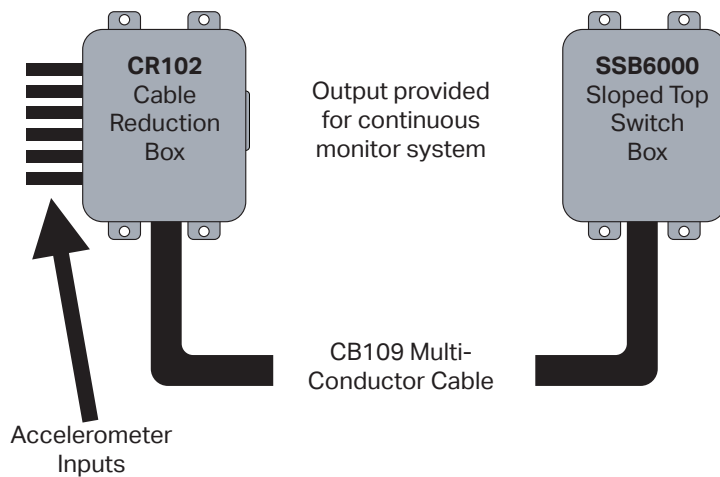 CR102
Cable
Reduction
Box
Output provided
for continuous
monitor system
SSB6000
Sloped Top
Switch
Box
CB109 Multi-
Conductor Cable
Accelerometer
Inputs